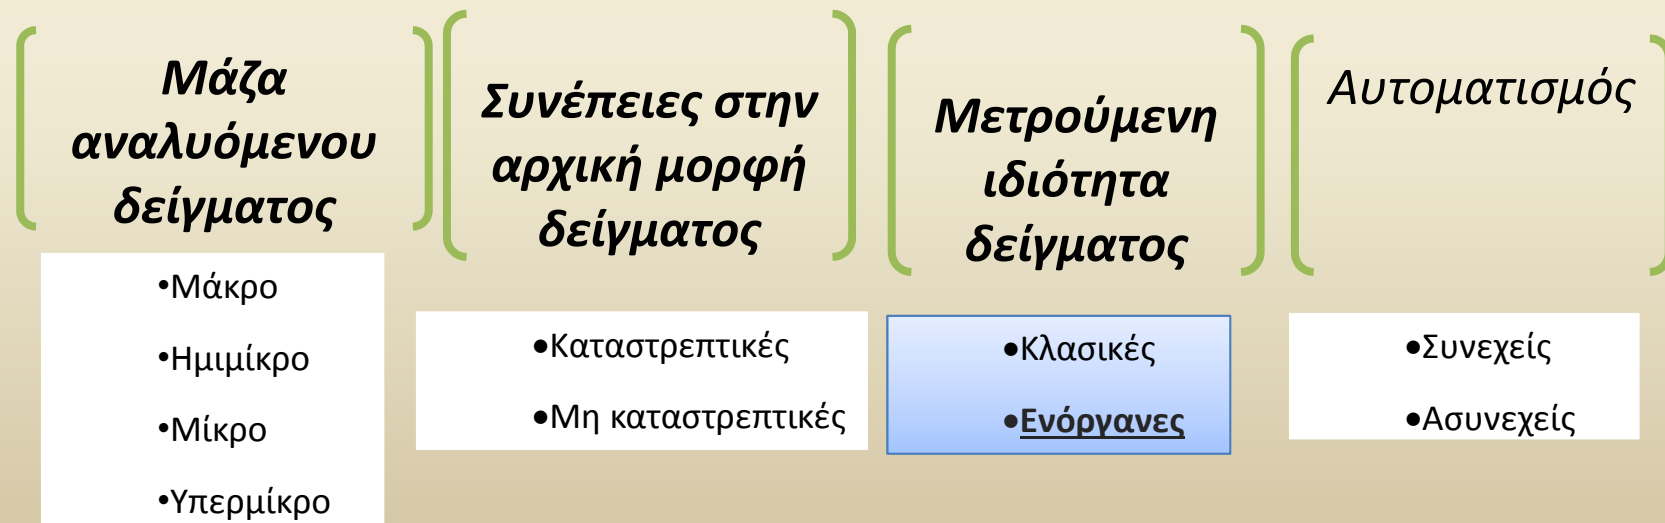 Μάζα
αναλυόμενου
δείγματος
•Μάκρο
•Ημιμίκρο
•Μίκρο
•Υπερμίκρο
Συνέπειες στην
αρχική μορφή
δείγματος
•Καταστρεπτικές
•Μη καταστρεπτικές
Μετρούμενη
ιδιότητα
δείγματος
•Κλασικές
•Ενόργανες
Αυτοματισμός
•Συνεχείς
•Ασυνεχείς